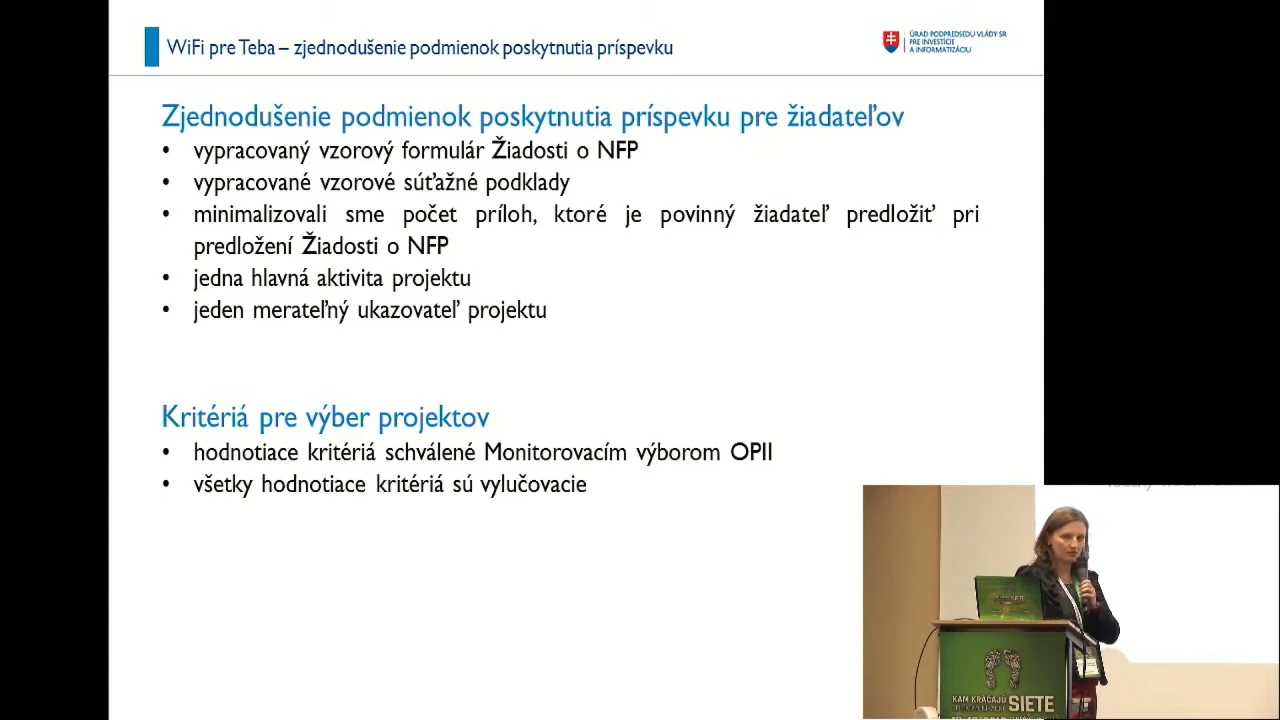 WiFi pre Teba – zjednodušenie podmienok poskytnutia príspevku
ÚRAD PODPREDSEDU VLÁDY SR
PRE INVESTÍCIE
A INFORMATIZÁCIU
Zjednodušenie podmienok poskytnutia príspevku pre žiadateľov
• vypracovaný vzorový formulár Žiadosti o NFP
• vypracované vzorové súťažné podklady
• minimalizovali sme počet príloh, ktoré je povinný žiadateľ predložiť pri
predložení Žiadosti o NFP
• jedna hlavná aktivita projektu
• jeden merateľný ukazovateľ projektu
Kritériá pre výber projektov
• hodnotiace kritériá schválené Monitorovacím výborom OPII
• všetky hodnotiace kritériá sú vylučovacie
SIETE
KAM KRÁČAJÚ
SIETE